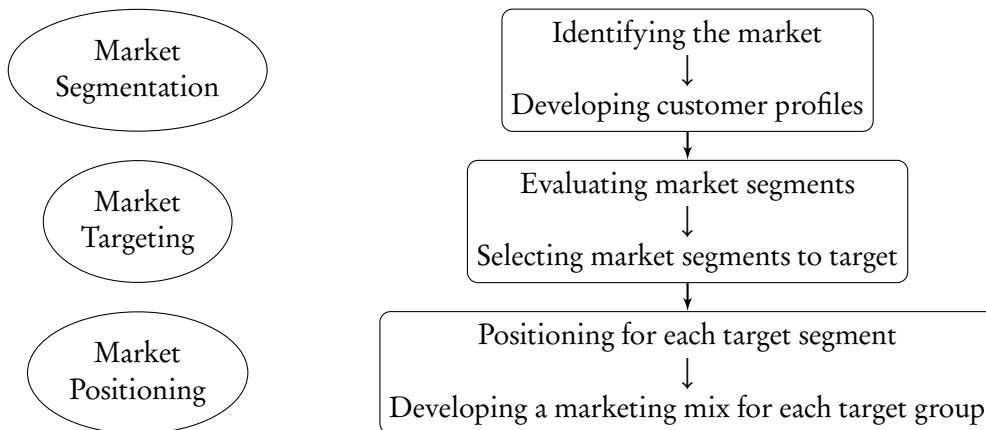 Market
Segmentation
Identifying the market
Developing customer profiles
Market
Targeting
Evaluating market segments
Selecting market segments to target
Market
Positioning
Positioning for each target segment
Developing a marketing mix for each target group